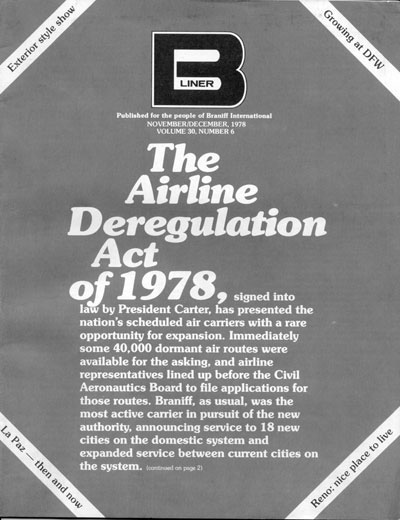 Exterior style show
Growing at DFW
B
LINER
Published for the people of Braniff International
NOVEMBER/DECEMBER, 1978
VOLUME 30, NUMBER 6
The
Airline
Deregulation
Act
of 1978, signed into
law by President Carter, has presented the
nation's scheduled air carriers with a rare
opportunity for expansion. Immediately
some 40,000 dormant air routes were
available for the asking, and airline
representatives lined up before the Civil
Aeronautics Board to file applications for
those routes. Braniff, as usual, was the
most active carrier in pursuit of the new
authority, announcing service to 18 new
cities on the domestic system and
expanded service between current cities on
the system. (continued on page 2)
La Paz — then and now
Reno: nice place to live